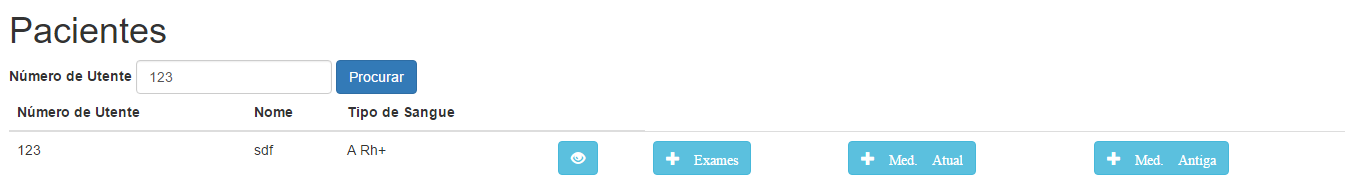 Pacientes
Número de Utente 123 Procurar
Número de Utente Nome Tipo de Sangue
123 sdf A Rh+ Exames Med. Atual Med. Antiga